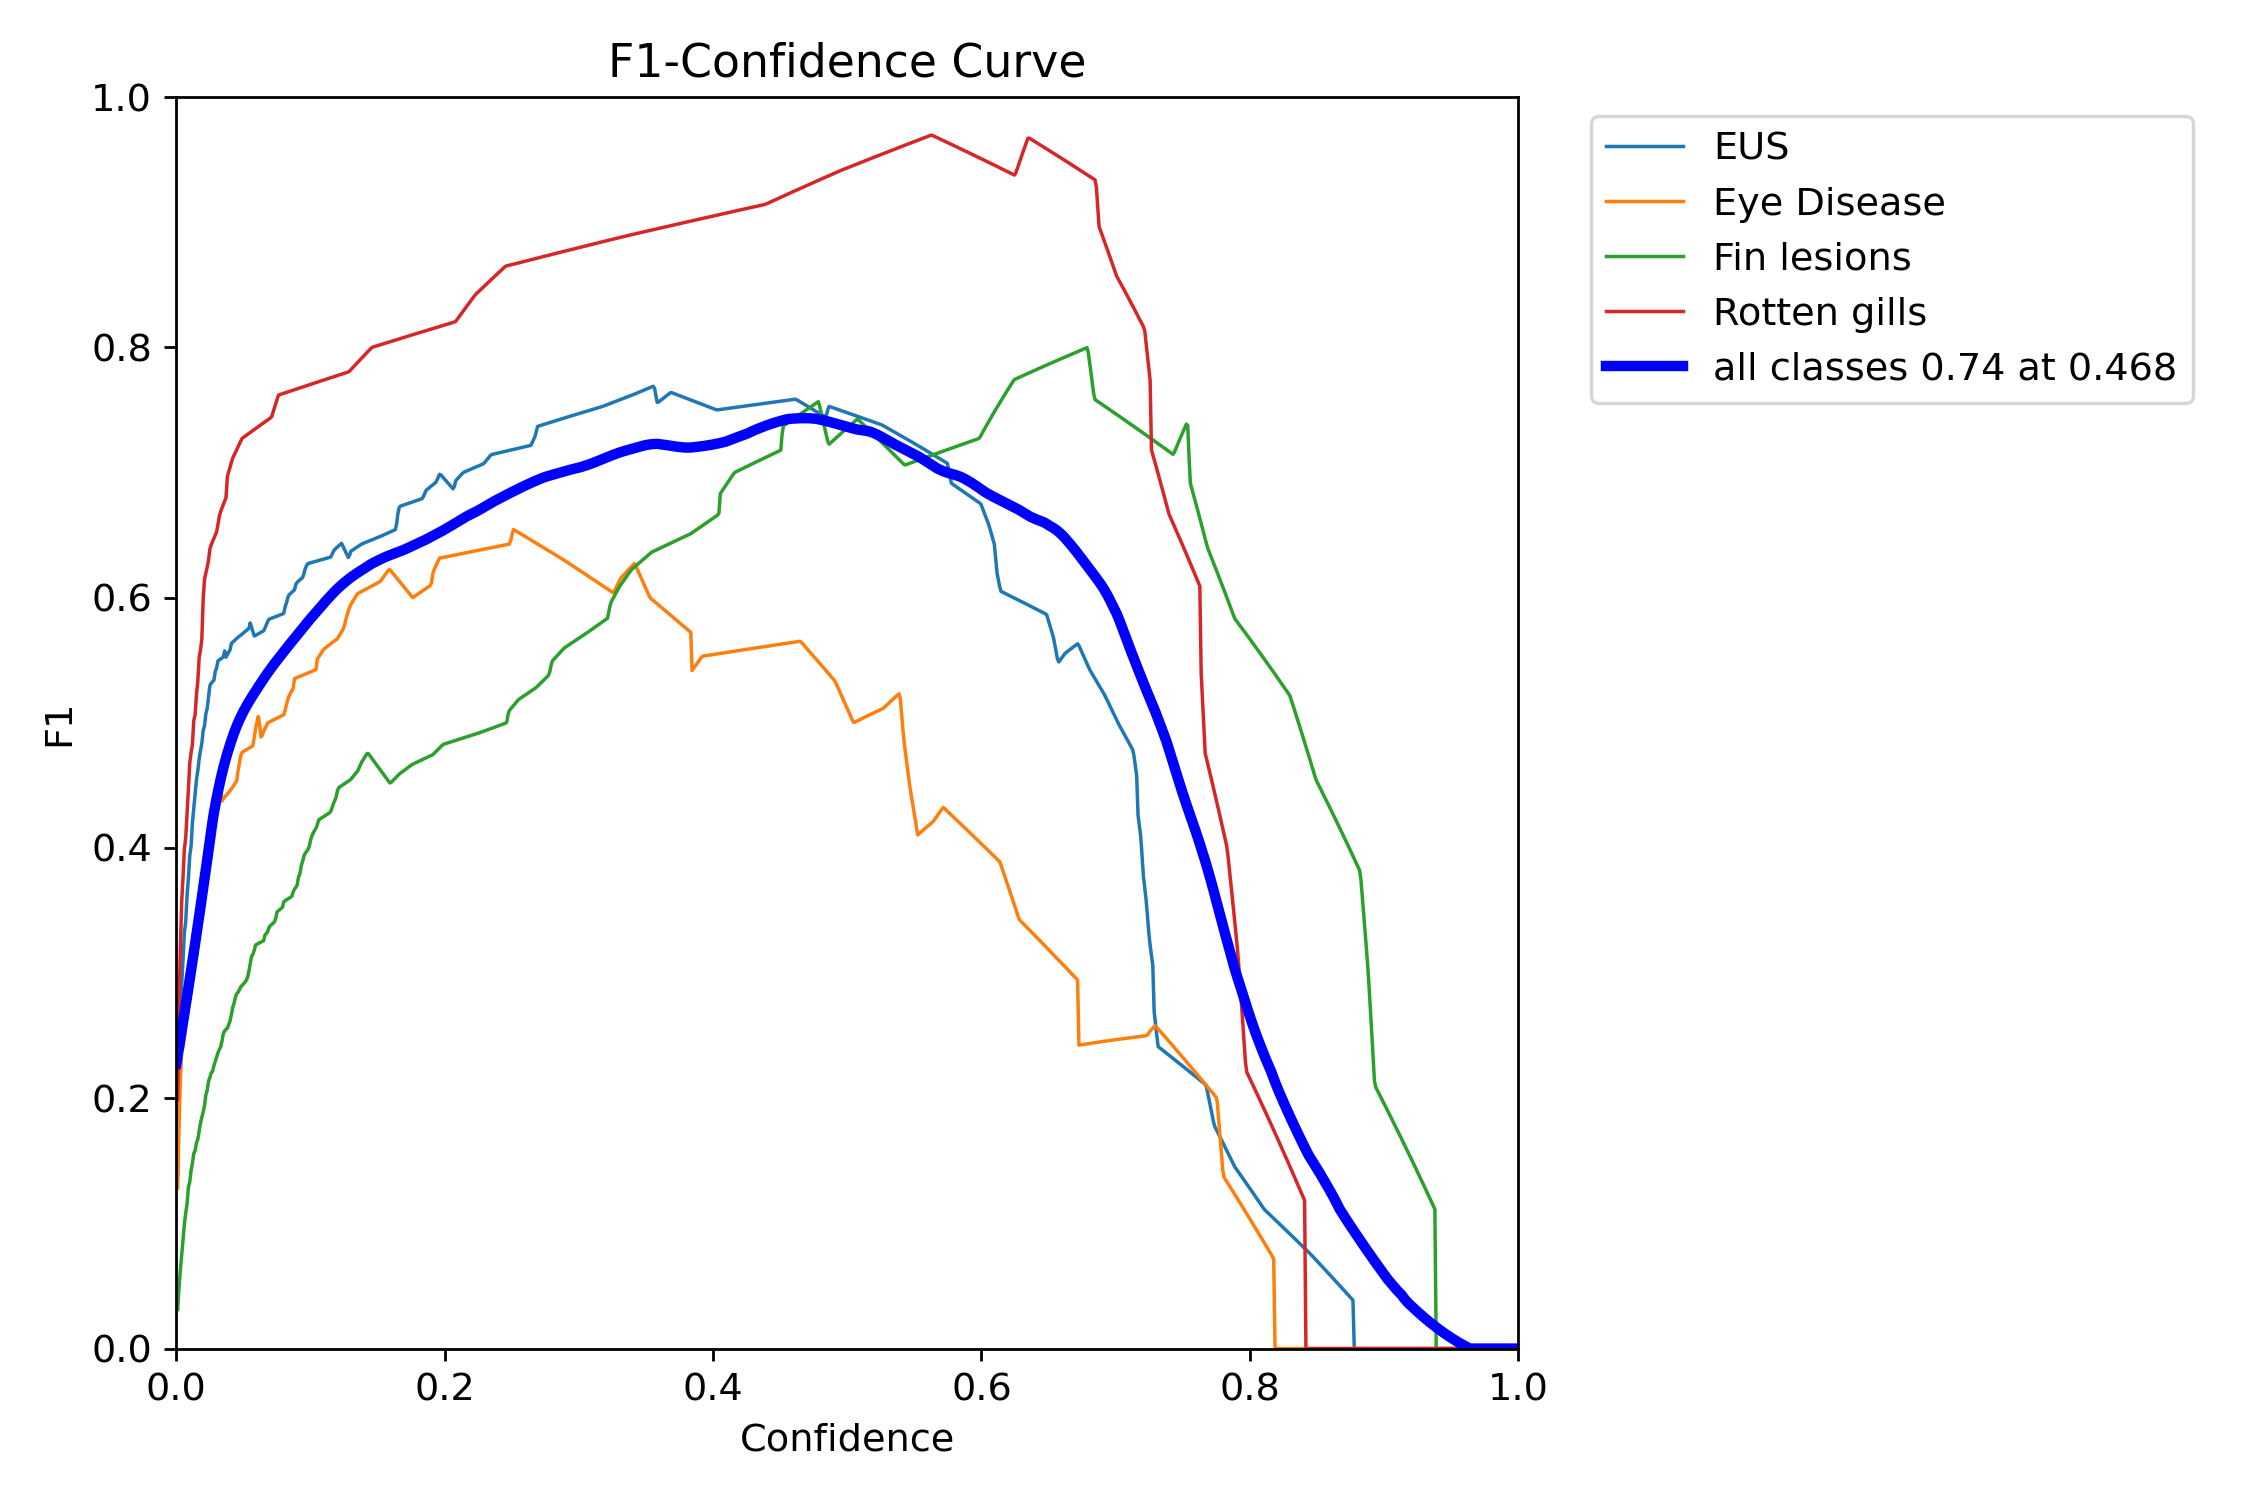 F1-Confidence Curve
1.0
0.8
0.6
0.4
0.2
0.0
F1
0.0 0.2 0.4 0.6 0.8 1.0
Confidence
EUS
Eye Disease
Fin lesions
Rotten gills
all classes 0.74 at 0.468